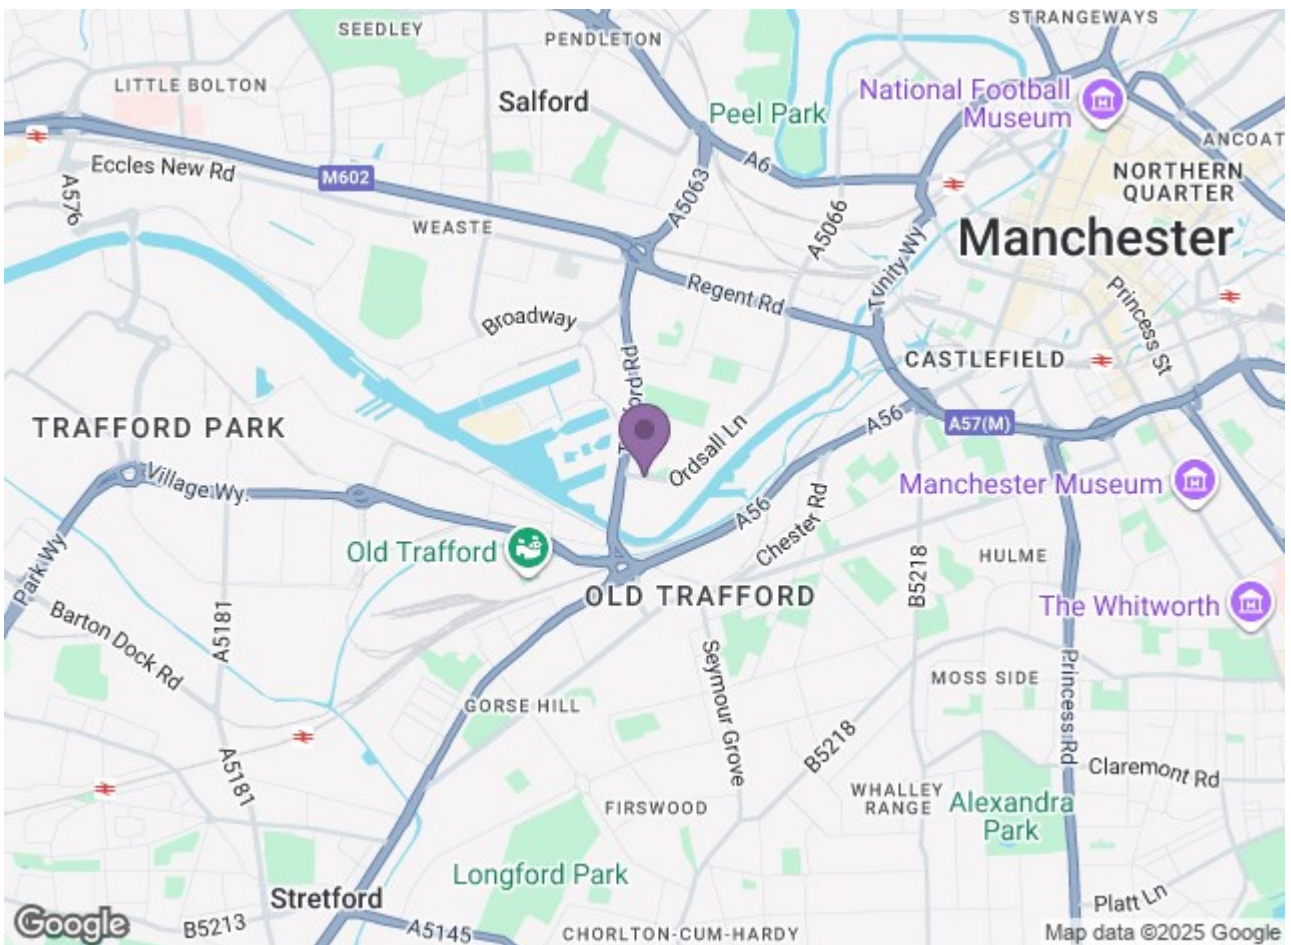 STRANGEWAYS
SEEDLEY
PENDLETON
LITTLE BOLTON
Salford
Peel Park
National Football
Museum
ANCOAT
Eccles New Rd
M602
A6
NORTHERN
QUARTER
A576
A5063
A5066
WEASTE
Manchester
Regent Rd
Princess St
Broadway
CASTLEFIELD
TRAFFORD PARK
Ordsall Ln
A56
A57(M)
Village Wy.
Manchester Museum
A56
Chester Rd
Old Trafford
HULME
Park Wy
B5218
OLD TRAFFORD
The Whitworth
Barton Dock Rd
A5181
Seymour Grove
Princess Rd
MOSS SIDE
GORSE HILL
B5218
A5181
Claremont Rd
WHALLEY
RANGE
FIRSWOOD
Alexandra
Park
Longford Park
Stretford
Platt Ln
Google
B5213
A5145
CHORLTON-CUM-HARDY
Map data ©2025 Google